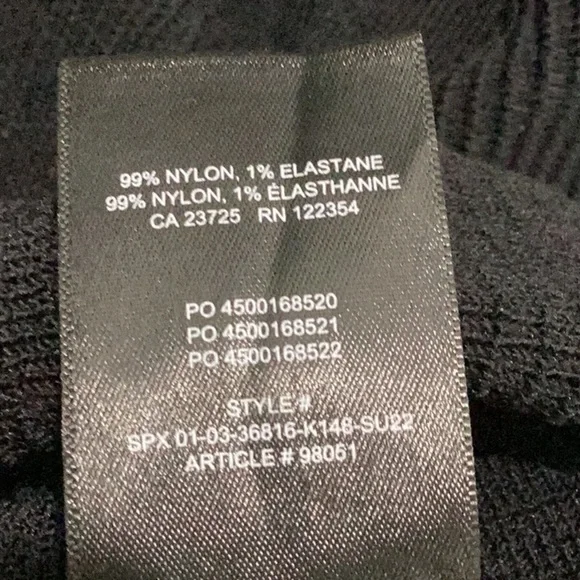 99% NYLON, 1% ELASTANE
99% NYLON, 1% ÉLASTHANNE
CA 23725 RN 122354
PO 4500168520
PO 4500168521
PO 4500168522
STYLE #
SPX 01-03-36816-K148-SU22
ARTICLE # 98051